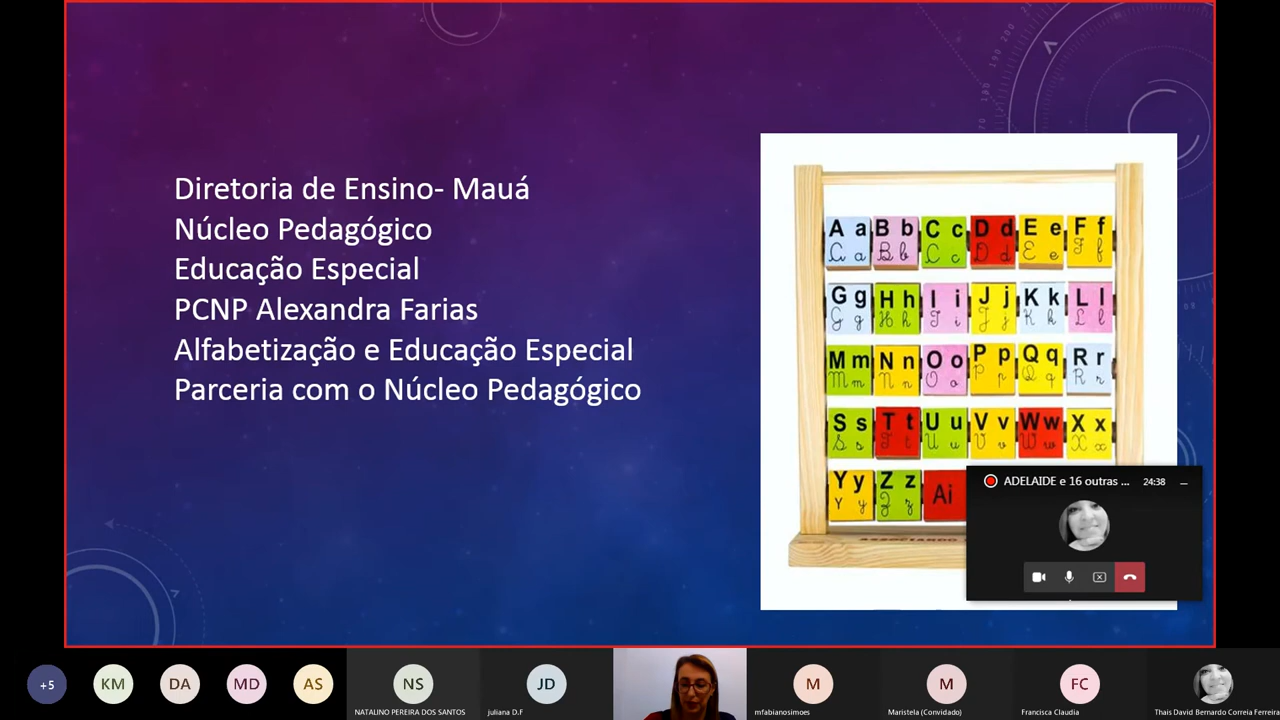 Diretoria de Ensino- Mauá
Núcleo Pedagógico
Educação Especial
PCNP Alexandra Farias
Alfabetização e Educação Especial
Parceria com o Núcleo Pedagógico
A a B b C c D d E e F f
A a B b C c D d E e F f
G g H h I i J j K k L l
G g H h I i J j K k L l
M m N n O o P p Q q R r
M m N n O o P p Q q R r
S s T t U u V v W w X x
S s T t U u V v W w X x
Y y Z z Ai
Y y Z z
ADELAIDE e 16 outras ... 24:38
+5 KM DA MD AS NS JD M M FC
NATALINO PEREIRA DOS SANTOS juliana D.F mfabianosimoes Maristela (Convidado) Francisca Claudia Thais David Bernardo Correia Ferreira